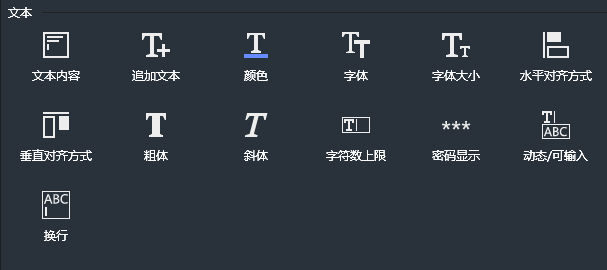 文本
文本内容 追加文本 颜色 字体 字体大小 水平对齐方式
垂直对齐方式 粗体 斜体 字符数上限 密码显示 动态/可输入
换行